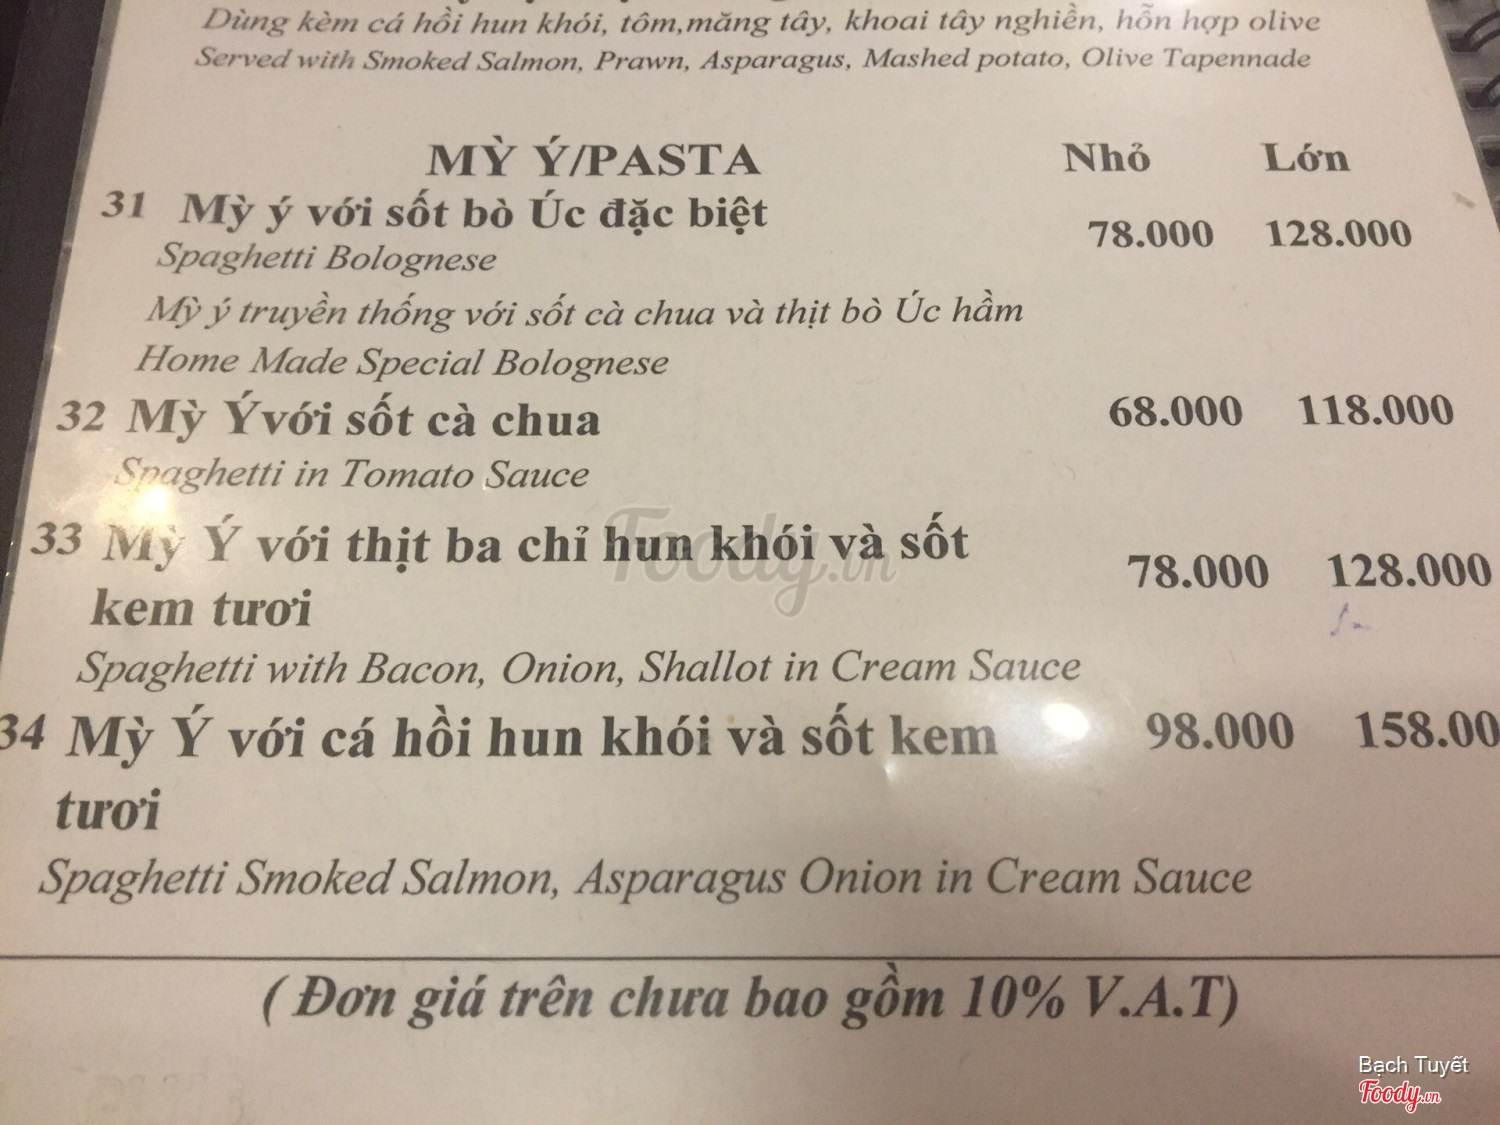 Dùng kèm cá hồi hun khói, tôm,măng tây, khoai tây nghiền, hỗn hợp olive
Served with Smoked Salmon, Prawn, Asparagus, Mashed potato, Olive Tapennade
MỲ Ý/PASTA Nhỏ Lớn
31 Mỳ ý với sốt bò Úc đặc biệt 78.000 128.000
Spaghetti Bolognese
Mỳ ý truyền thống với sốt cà chua và thịt bò Úc hầm
Home Made Special Bolognese
32 Mỳ Ývới sốt cà chua 68.000 118.000
Spaghetti in Tomato Sauce
33 Mỳ Ý với thịt ba chỉ hun khói và sốt 78.000 128.000
kem tươi
Spaghetti with Bacon, Onion, Shallot in Cream Sauce
34 Mỳ Ý với cá hồi hun khói và sốt kem 98.000 158.00
tươi
Spaghetti Smoked Salmon, Asparagus Onion in Cream Sauce
( Đơn giá trên chưa bao gồm 10% V.A.T)
Foody.vn
Bạch Tuyết
Foody.vn